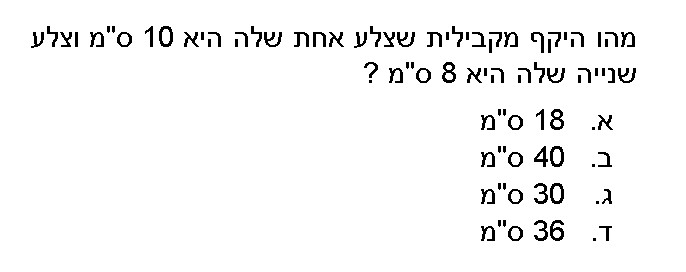 מהו היקף מקבילית שצלע אחת שלה היא 10 ס"מ וצלע
שנייה שלה היא 8 ס"מ ?
א. 18 ס"מ
ב. 40 ס"מ
ג. 30 ס"מ
ד. 36 ס"מ